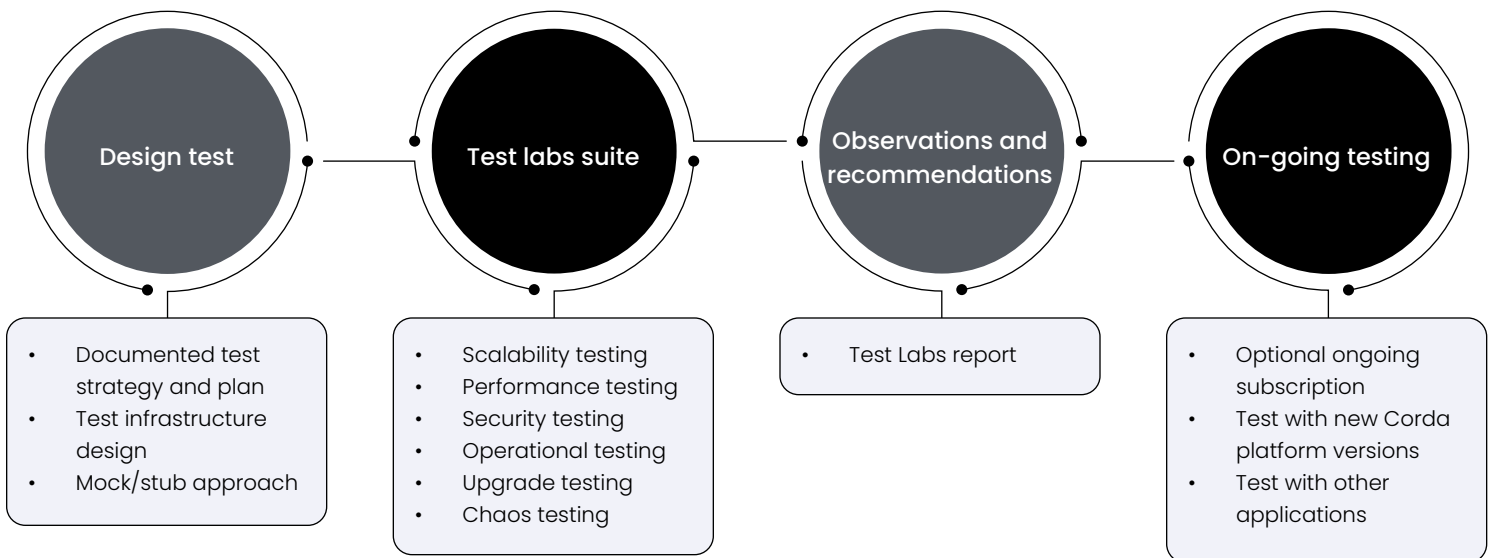 Design test
Test labs suite
Observations and
recommendations
On-going testing
• Documented test
strategy and plan
• Test infrastructure
design
• Mock/stub approach
• Scalability testing
• Performance testing
• Security testing
• Operational testing
• Upgrade testing
• Chaos testing
• Test Labs report
• Optional ongoing
subscription
• Test with new Corda
platform versions
• Test with other
applications